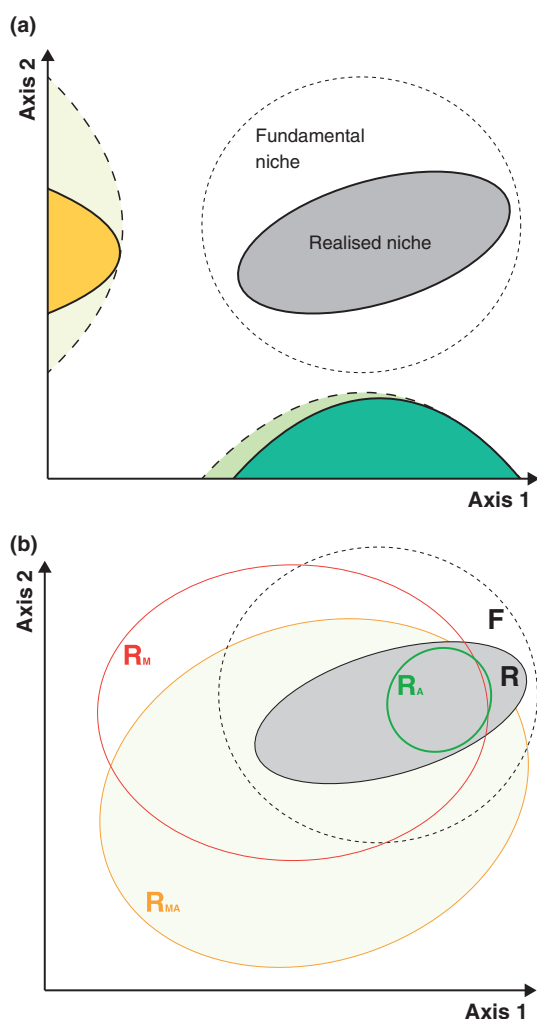 (a)
Axis 2
Fundamental
niche
Realised niche
Axis 1
(b)
Axis 2
F
RM
R
RA
RMA
Axis 1